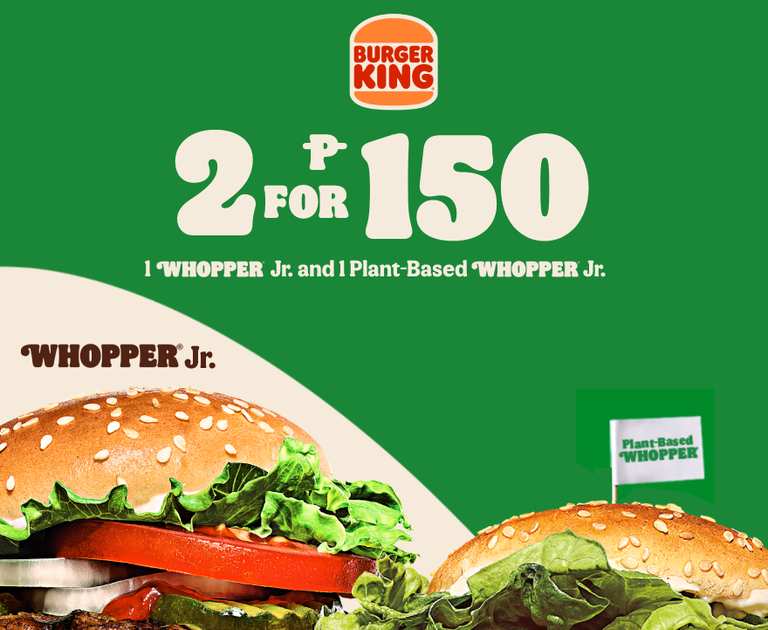 BURGER
KING
2 FOR ₱150
1 WHOPPER Jr. and 1 Plant-Based WHOPPER Jr.
WHOPPER® Jr.
Plant-Based
WHOPPER